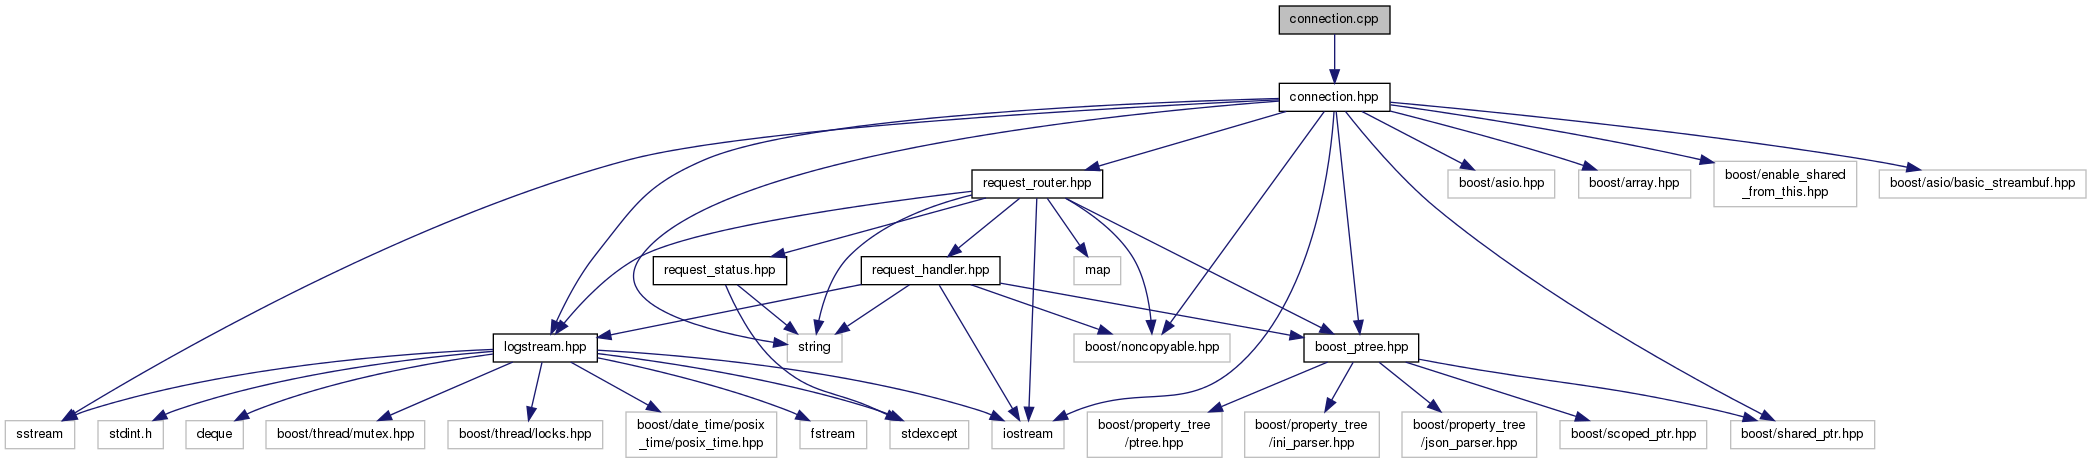 connection.cpp
connection.hpp
request_router.hpp
boost/asio.hpp
boost/array.hpp
boost/enable_shared
_from_this.hpp
boost/asio/basic_streambuf.hpp
request_status.hpp
request_handler.hpp
map
logstream.hpp
string
boost/noncopyable.hpp
boost_ptree.hpp
sstream
stdint.h
deque
boost/thread/mutex.hpp
boost/thread/locks.hpp
boost/date_time/posix
_time/posix_time.hpp
fstream
stdexcept
iostream
boost/property_tree
/ptree.hpp
boost/property_tree
/ini_parser.hpp
boost/property_tree
/json_parser.hpp
boost/scoped_ptr.hpp
boost/shared_ptr.hpp